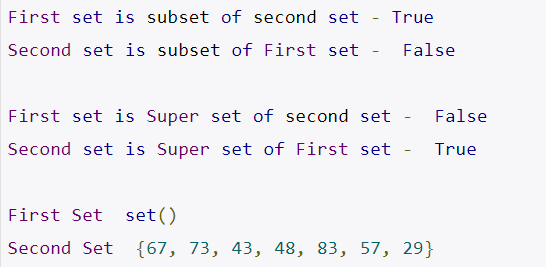 First set is subset of second set - True
Second set is subset of First set -  False
First set is Super set of second set -  False
Second set is Super set of First set -  True
First Set  set()
Second Set  {67, 73, 43, 48, 83, 57, 29}